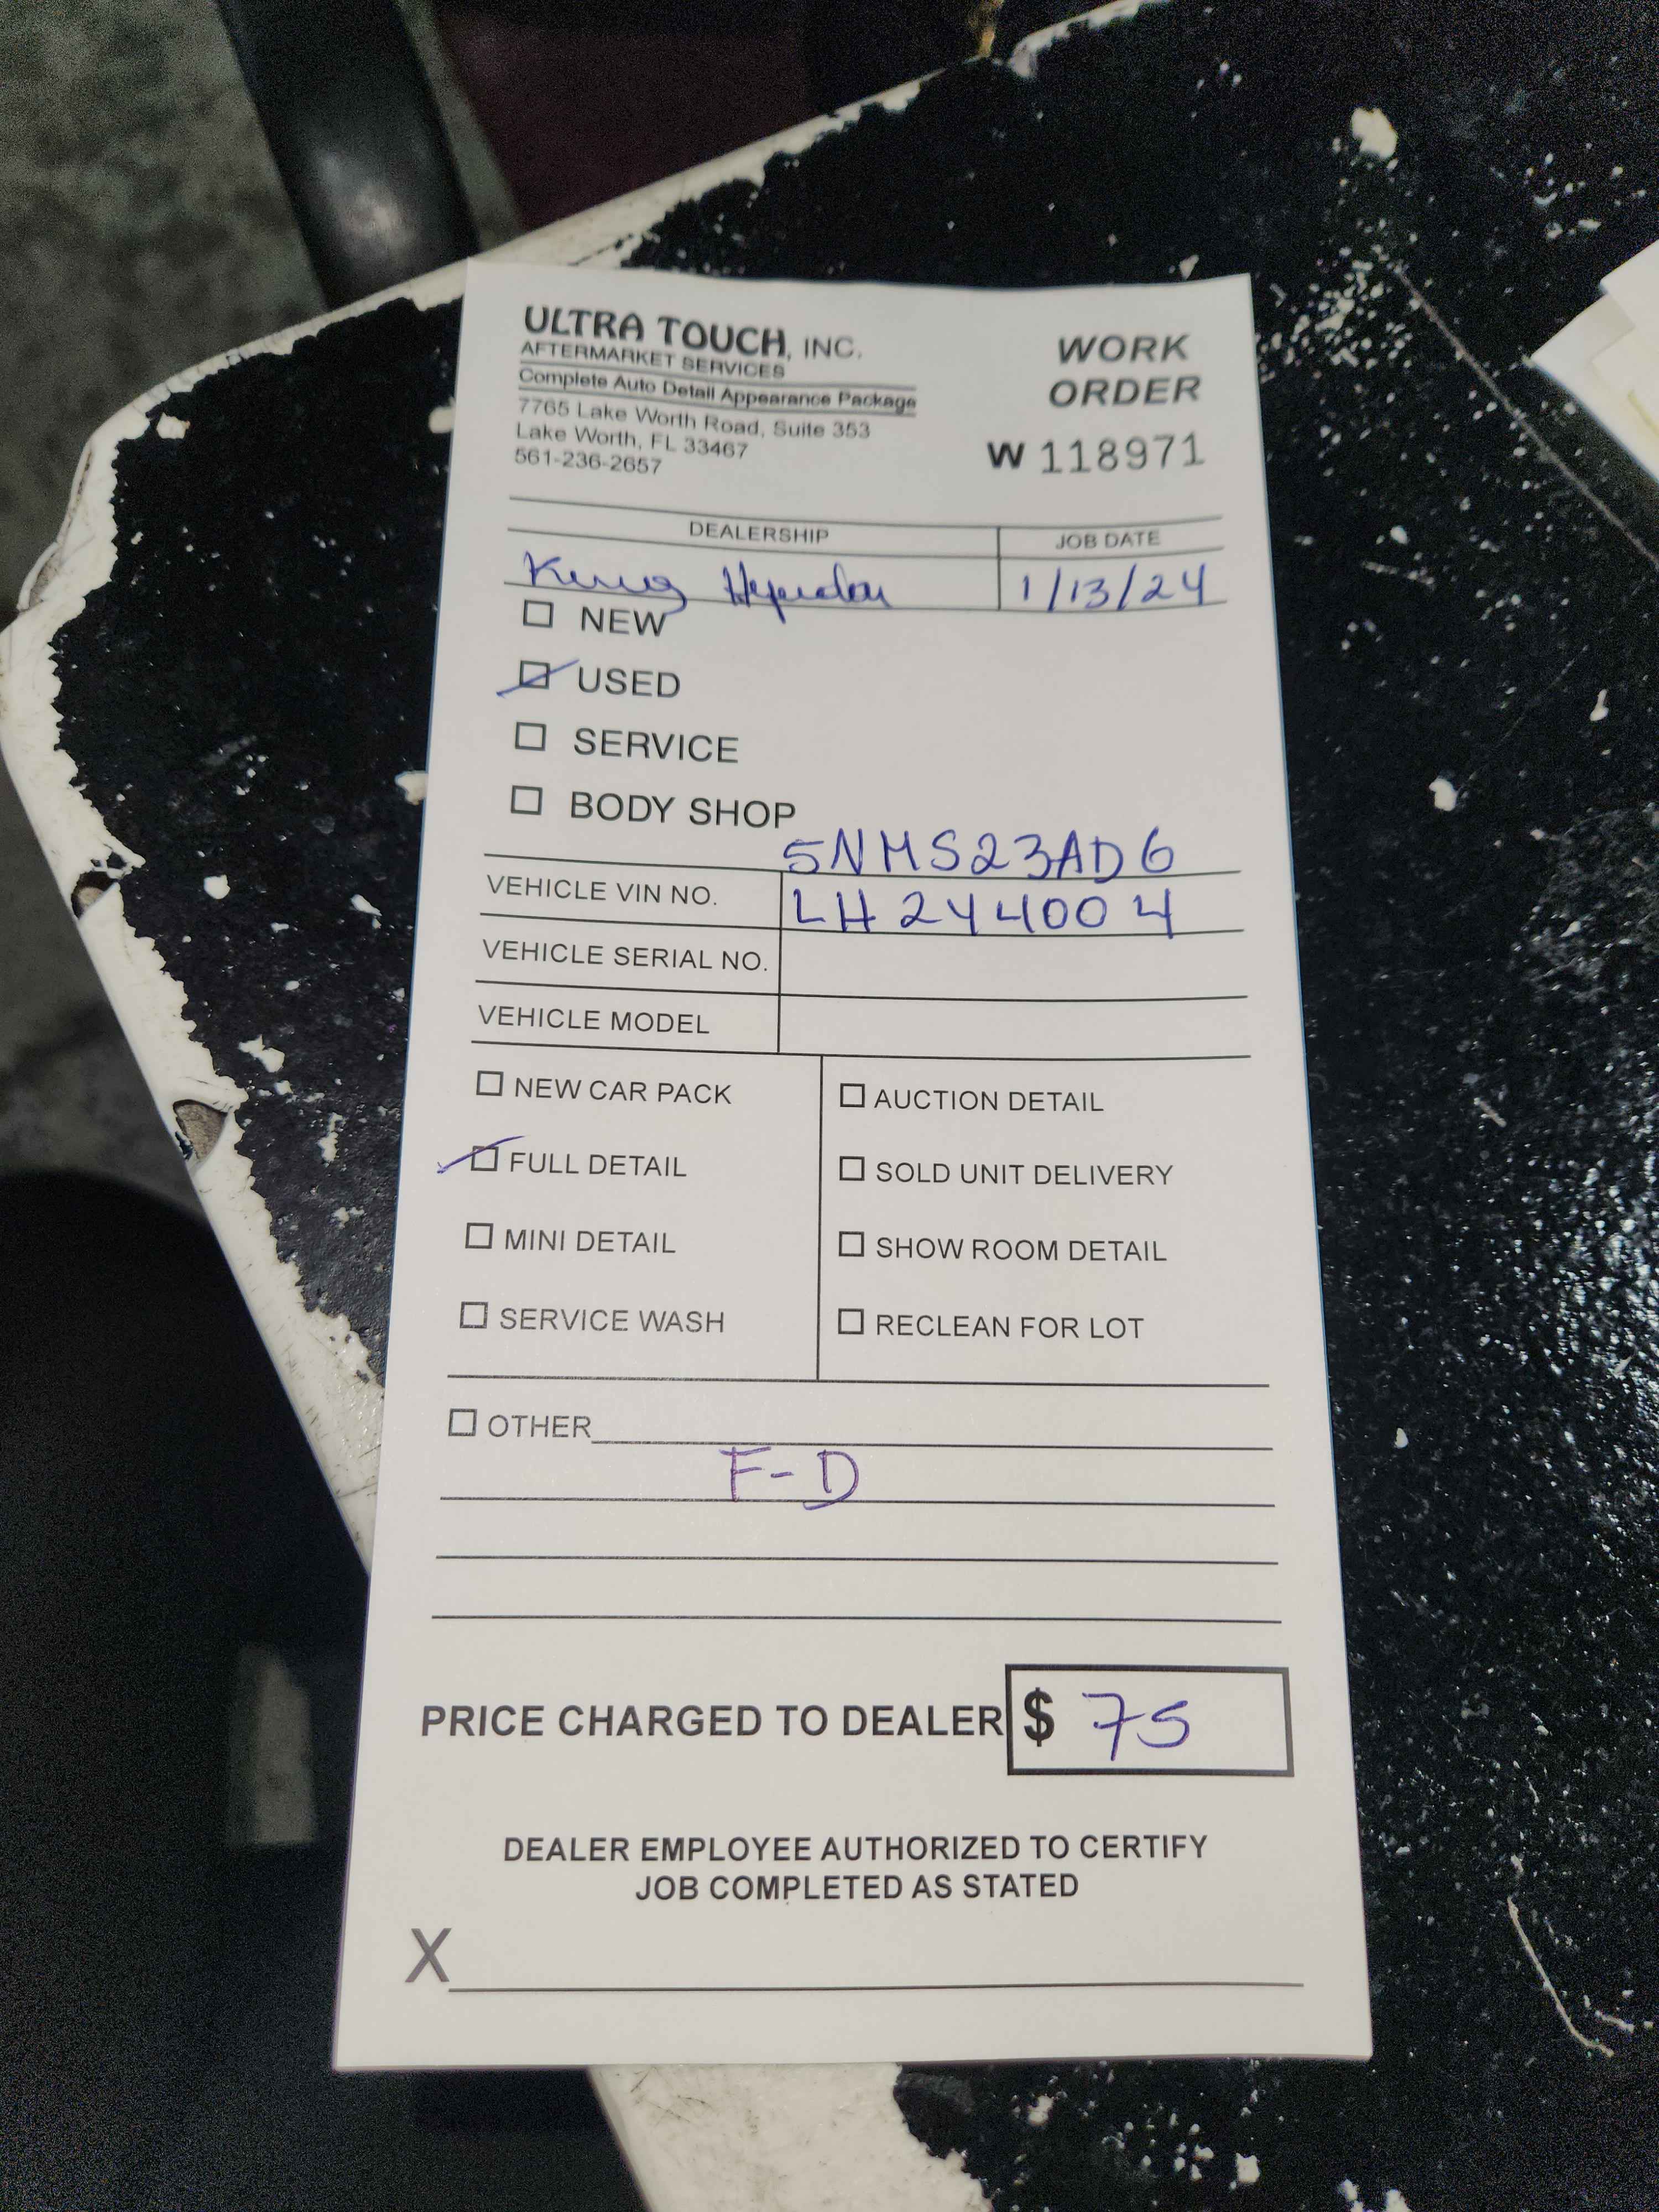 ULTRA TOUCH, INC.
AFTERMARKET SERVICES
Complete Auto Detail Appearance Package
7765 Lake Worth Road, Suite 353
Lake Worth, FL 33467
561-236-2657
WORK
ORDER
W 118971
DEALERSHIP
JOB DATE
King Hyundai
1/13/24
NEW
USED
SERVICE
BODY SHOP
5NMS23AD6
VEHICLE VIN NO.
LH244004
VEHICLE SERIAL NO.
VEHICLE MODEL
NEW CAR PACK
FULL DETAIL
MINI DETAIL
SERVICE WASH
AUCTION DETAIL
SOLD UNIT DELIVERY
SHOW ROOM DETAIL
RECLEAN FOR LOT
OTHER
F-D
PRICE CHARGED TO DEALER $ 75
DEALER EMPLOYEE AUTHORIZED TO CERTIFY
JOB COMPLETED AS STATED
X